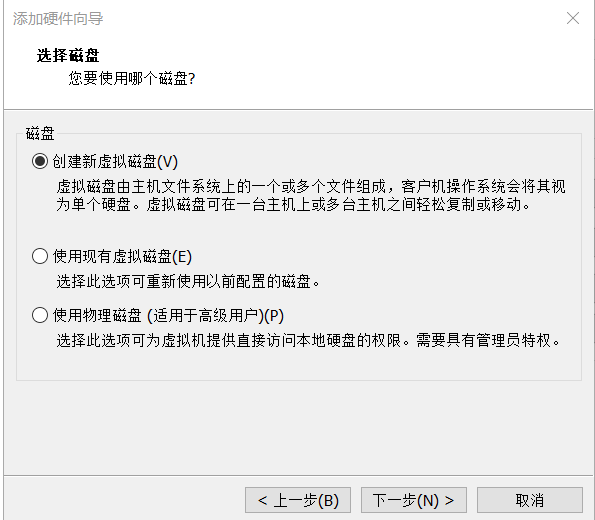 添加硬件向导
选择磁盘
您要使用哪个磁盘?
磁盘
创建新虚拟磁盘(V)
虚拟磁盘由主机文件系统上的一个或多个文件组成，客户机操作系统会将其视
为单个硬盘。虚拟磁盘可在一台主机上或多台主机之间轻松复制或移动。
使用现有虚拟磁盘(E)
选择此选项可重新使用以前配置的磁盘。
使用物理磁盘 (适用于高级用户)(P)
选择此选项可为虚拟机提供直接访问本地硬盘的权限。需要具有管理员特权。
< 上一步(B)
下一步(N) >
取消